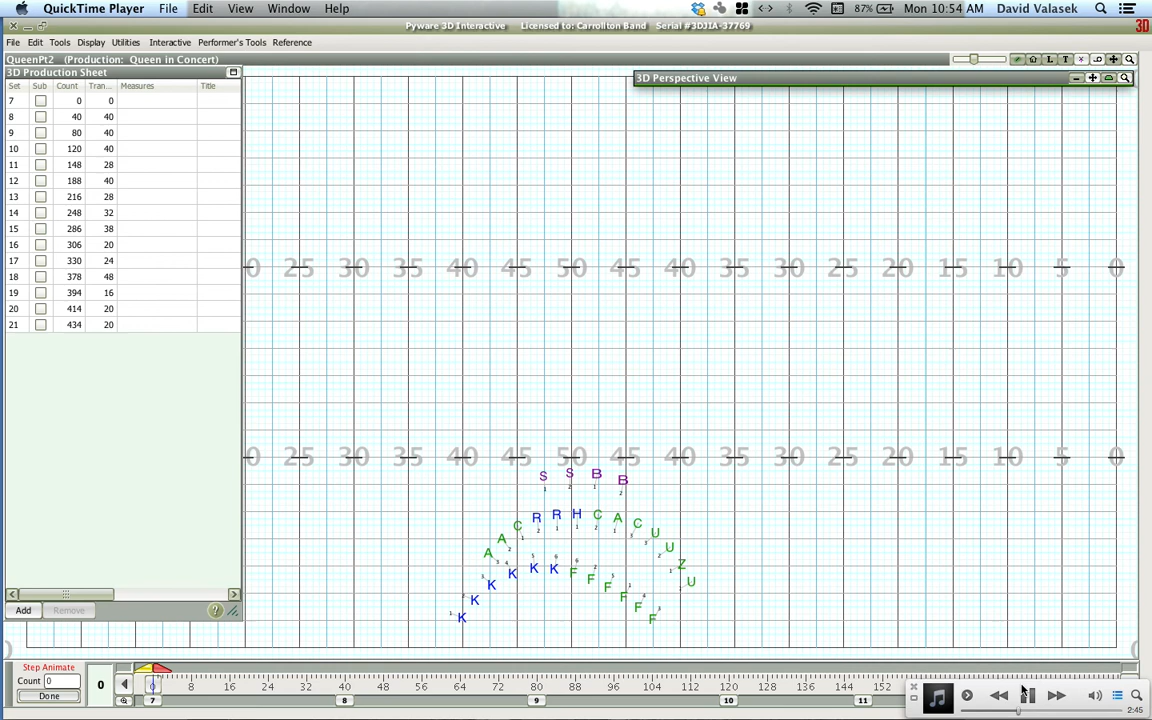 QuickTime Player File Edit View Window Help 87% Mon 10:54 AM David Valasek
Pyware 3D Interactive Licensed to: Carrollton Band Serial #3DJIA-37769 3D
File Edit Tools Display Utilities Interactive Performer's Tools Reference
QueenPt2 (Production: Queen in Concert) L T
3D Production Sheet
3D Perspective View
Set Sub Count Tran... Measures Title
7 0 0
8 40 40
9 80 40
10 120 40
11 148 28
12 188 40
13 216 28
14 248 32
15 286 38
16 306 20
17 330 24
18 378 48
19 394 16
20 414 20
21 434 20
0 25 30 35 40 45 50 45 40 35 30 25 20 15 10 5 0
0 25 30 35 40 45 50 45 40 35 30 25 20 15 10 5 0
S S B B
1 2 1 2
C R R H C A C U
A A U
K K K K K F F F Z U
K K F F F F
Add Remove ?
Step Animate
Count 0
Done
0
0 8 16 24 32 40 48 56 64 72 80 88 96 104 112 120 128 136 144 152
7 8 9 10 11
2:45